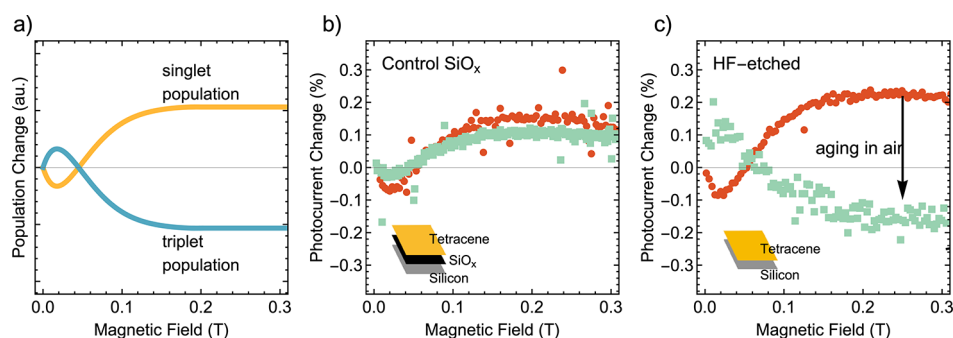 a)
Population Change (au.)
singlet
population
triplet
population
0.0 0.1 0.2 0.3
Magnetic Field (T)
b)
Photocurrent Change (%)
0.3
0.2
0.1
0.0
−0.1
−0.2
−0.3
Control SiOx
Tetracene
SiOx
Silicon
0.0 0.1 0.2 0.3
Magnetic Field (T)
c)
Photocurrent Change (%)
0.3
0.2
0.1
0.0
−0.1
−0.2
−0.3
HF−etched
aging in air
Tetracene
Silicon
0.0 0.1 0.2 0.3
Magnetic Field (T)